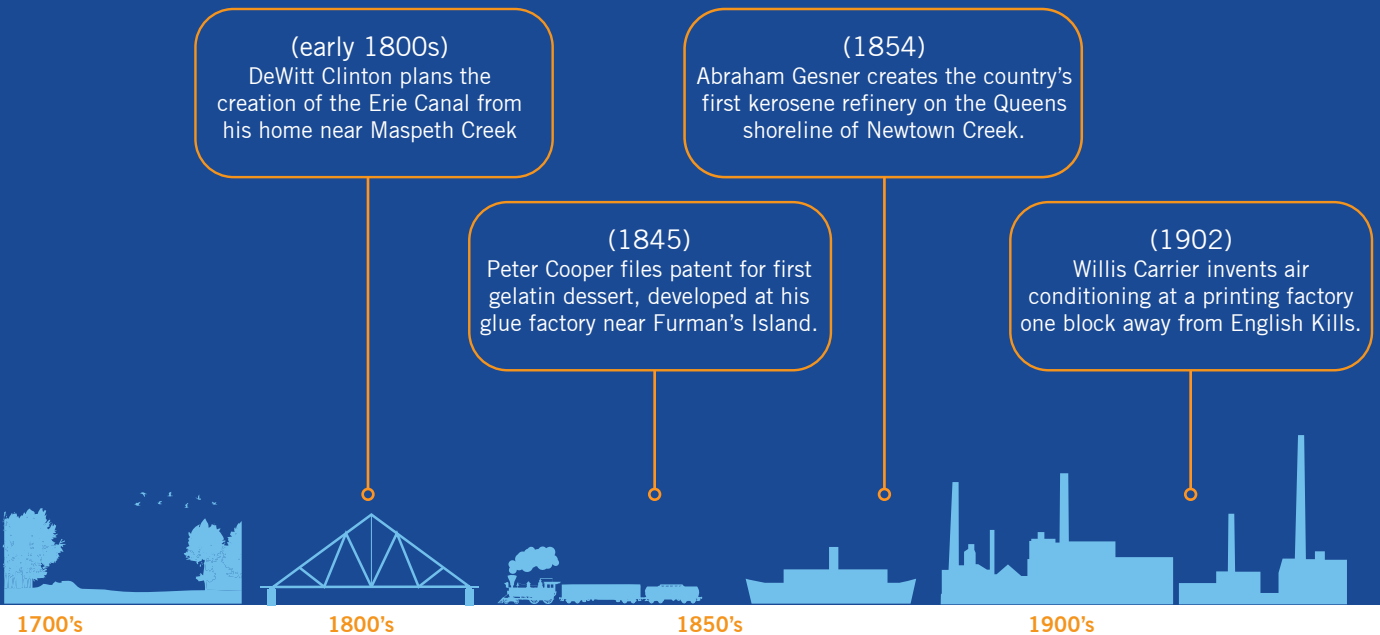 (early 1800s)
DeWitt Clinton plans the
creation of the Erie Canal from
his home near Maspeth Creek
(1845)
Peter Cooper files patent for first
gelatin dessert, developed at his
glue factory near Furman’s Island.
(1854)
Abraham Gesner creates the country’s
first kerosene refinery on the Queens
shoreline of Newtown Creek.
(1902)
Willis Carrier invents air
conditioning at a printing factory
one block away from English Kills.
1700’s
1800’s
1850’s
1900’s